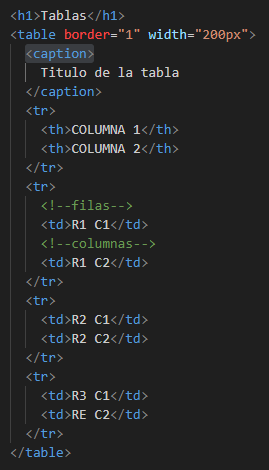 <h1>Tablas</h1>
<table border="1" width="200px">
<caption>
Titulo de la tabla
</caption>
<tr>
<th>COLUMNA 1</th>
<th>COLUMNA 2</th>
</tr>
<tr>
<!--filas-->
<td>R1 C1</td>
<!--columnas-->
<td>R1 C2</td>
</tr>
<tr>
<td>R2 C1</td>
<td>R2 C2</td>
</tr>
<tr>
<td>R3 C1</td>
<td>RE C2</td>
</tr>
</table>